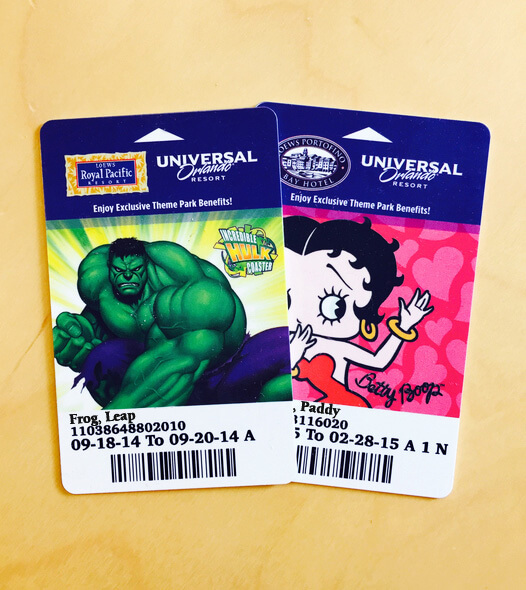 LOEWS
Royal Pacific
RESORT
UNIVERSAL
Orlando
RESORT
Enjoy Exclusive Theme Park Benefits!
INCREDIBLE
HULK
COASTER
Frog, Leap
11038648802010
09-18-14 To 09-20-14 A
LOEWS PORTOFINO
BAY HOTEL
UNIVERSAL
Orlando
RESORT
Enjoy Exclusive Theme Park Benefits!
Betty Boop
, Paddy
3116020
5 To 02-28-15 A 1 N